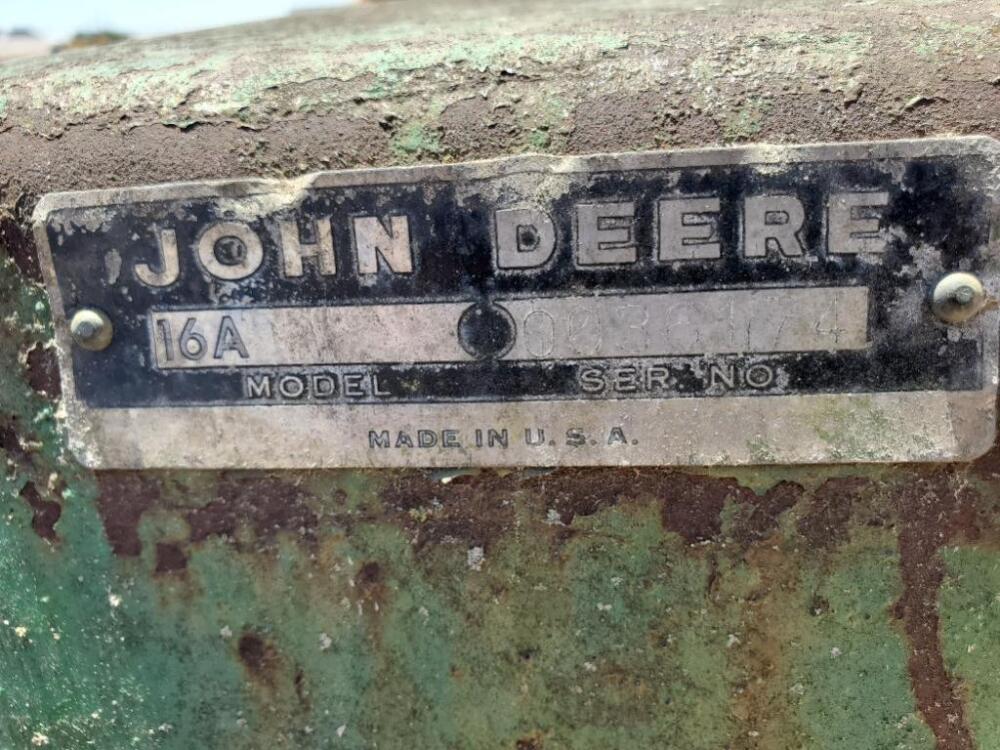 JOHN DEERE
16A
MODEL SER. NO
MADE IN U. S. A.